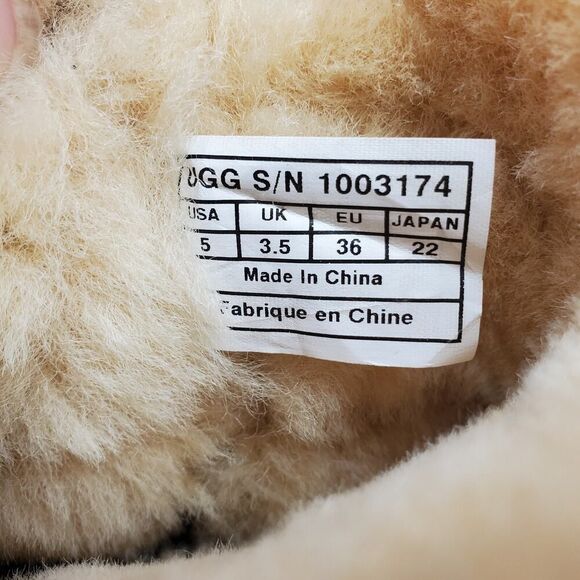 UGG S/N 1003174
USA UK EU JAPAN
5 3.5 36 22
Made In China
Fabrique en Chine